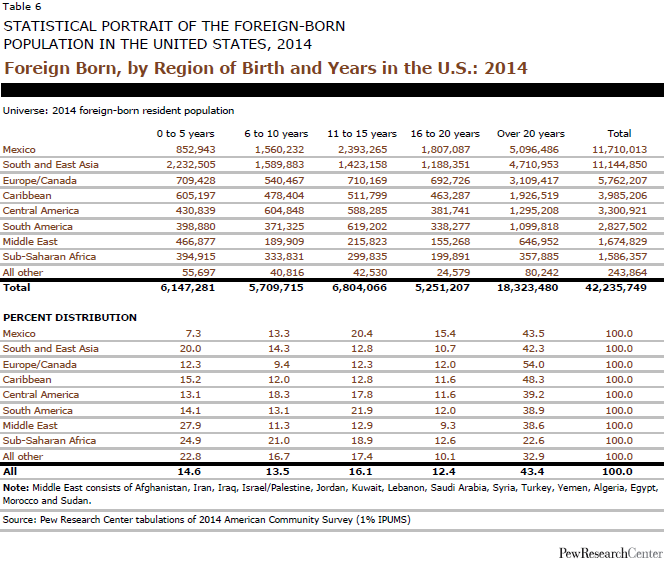 Table 6
STATISTICAL PORTRAIT OF THE FOREIGN-BORN
POPULATION IN THE UNITED STATES, 2014
Foreign Born, by Region of Birth and Years in the U.S.: 2014
Universe: 2014 foreign-born resident population
0 to 5 years 6 to 10 years 11 to 15 years 16 to 20 years Over 20 years Total
Mexico 852,943 1,560,232 2,393,265 1,807,087 5,096,486 11,710,013
South and East Asia 2,232,505 1,589,883 1,423,158 1,188,351 4,710,953 11,144,850
Europe/Canada 709,428 540,467 710,169 692,726 3,109,417 5,762,207
Caribbean 605,197 478,404 511,799 463,287 1,926,519 3,985,206
Central America 430,839 604,848 588,285 381,741 1,295,208 3,300,921
South America 398,880 371,325 619,202 338,277 1,099,818 2,827,502
Middle East 466,877 189,909 215,823 155,268 646,952 1,674,829
Sub-Saharan Africa 394,915 333,831 299,835 199,891 357,885 1,586,357
All other 55,697 40,816 42,530 24,579 80,242 243,864
Total 6,147,281 5,709,715 6,804,066 5,251,207 18,323,480 42,235,749
PERCENT DISTRIBUTION
Mexico 7.3 13.3 20.4 15.4 43.5 100.0
South and East Asia 20.0 14.3 12.8 10.7 42.3 100.0
Europe/Canada 12.3 9.4 12.3 12.0 54.0 100.0
Caribbean 15.2 12.0 12.8 11.6 48.3 100.0
Central America 13.1 18.3 17.8 11.6 39.2 100.0
South America 14.1 13.1 21.9 12.0 38.9 100.0
Middle East 27.9 11.3 12.9 9.3 38.6 100.0
Sub-Saharan Africa 24.9 21.0 18.9 12.6 22.6 100.0
All other 22.8 16.7 17.4 10.1 32.9 100.0
All 14.6 13.5 16.1 12.4 43.4 100.0
Note: Middle East consists of Afghanistan, Iran, Iraq, Israel/Palestine, Jordan, Kuwait, Lebanon, Saudi Arabia, Syria, Turkey, Yemen, Algeria, Egypt,
Morocco and Sudan.
Source: Pew Research Center tabulations of 2014 American Community Survey (1% IPUMS)
PewResearchCenter